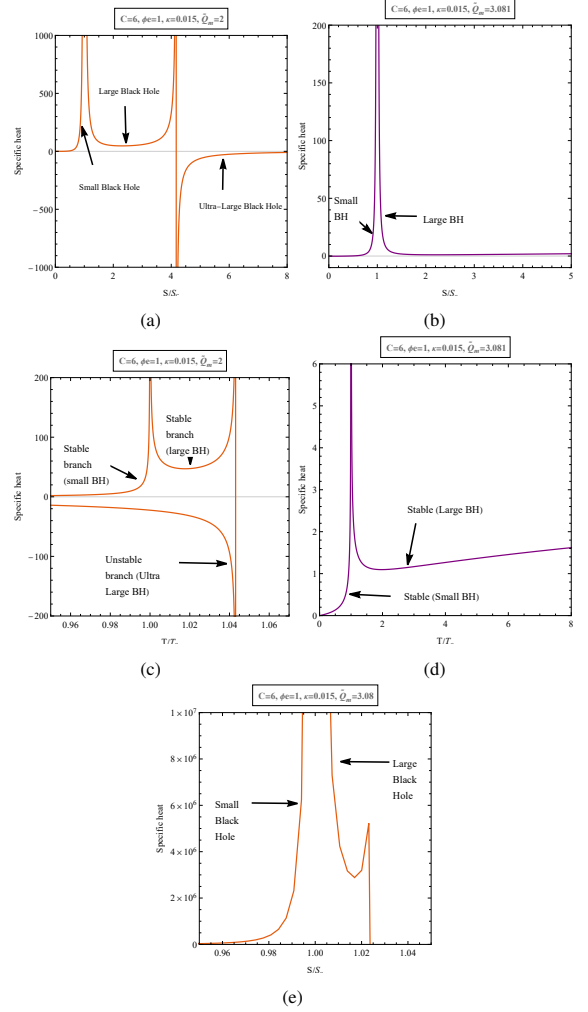 C=6, ϕe=1, κ=0.015, Q̃ₘ=2
1000
500
0
−500
−1000
Specific heat
Large Black Hole
Small Black Hole
Ultra−Large Black Hole
0 2 4 6 8
S/S꜀
(a)
C=6, ϕe=1, κ=0.015, Q̃ₘ=3.081
200
150
100
50
0
Specific heat
Small
BH
Large BH
0 1 2 3 4 5
S/S꜀
(b)
C=6, ϕe=1, κ=0.015, Q̃ₘ=2
200
100
0
−100
−200
Specific heat
Stable
branch
(large BH)
Stable
branch
(small BH)
Unstable
branch (Ultra
Large BH)
0.96 0.98 1.00 1.02 1.04 1.06
T/T꜀
(c)
C=6, ϕe=1, κ=0.015, Q̃ₘ=3.081
6
5
4
3
2
1
0
Specific heat
Stable (Large BH)
Stable (Small BH)
0 2 4 6 8
T/T꜀
(d)
C=6, ϕe=1, κ=0.015, Q̃ₘ=3.08
1×10⁷
8×10⁶
6×10⁶
4×10⁶
2×10⁶
0
Specific heat
Large
Black
Hole
Small
Black
Hole
0.96 0.98 1.00 1.02 1.04
S/S꜀
(e)